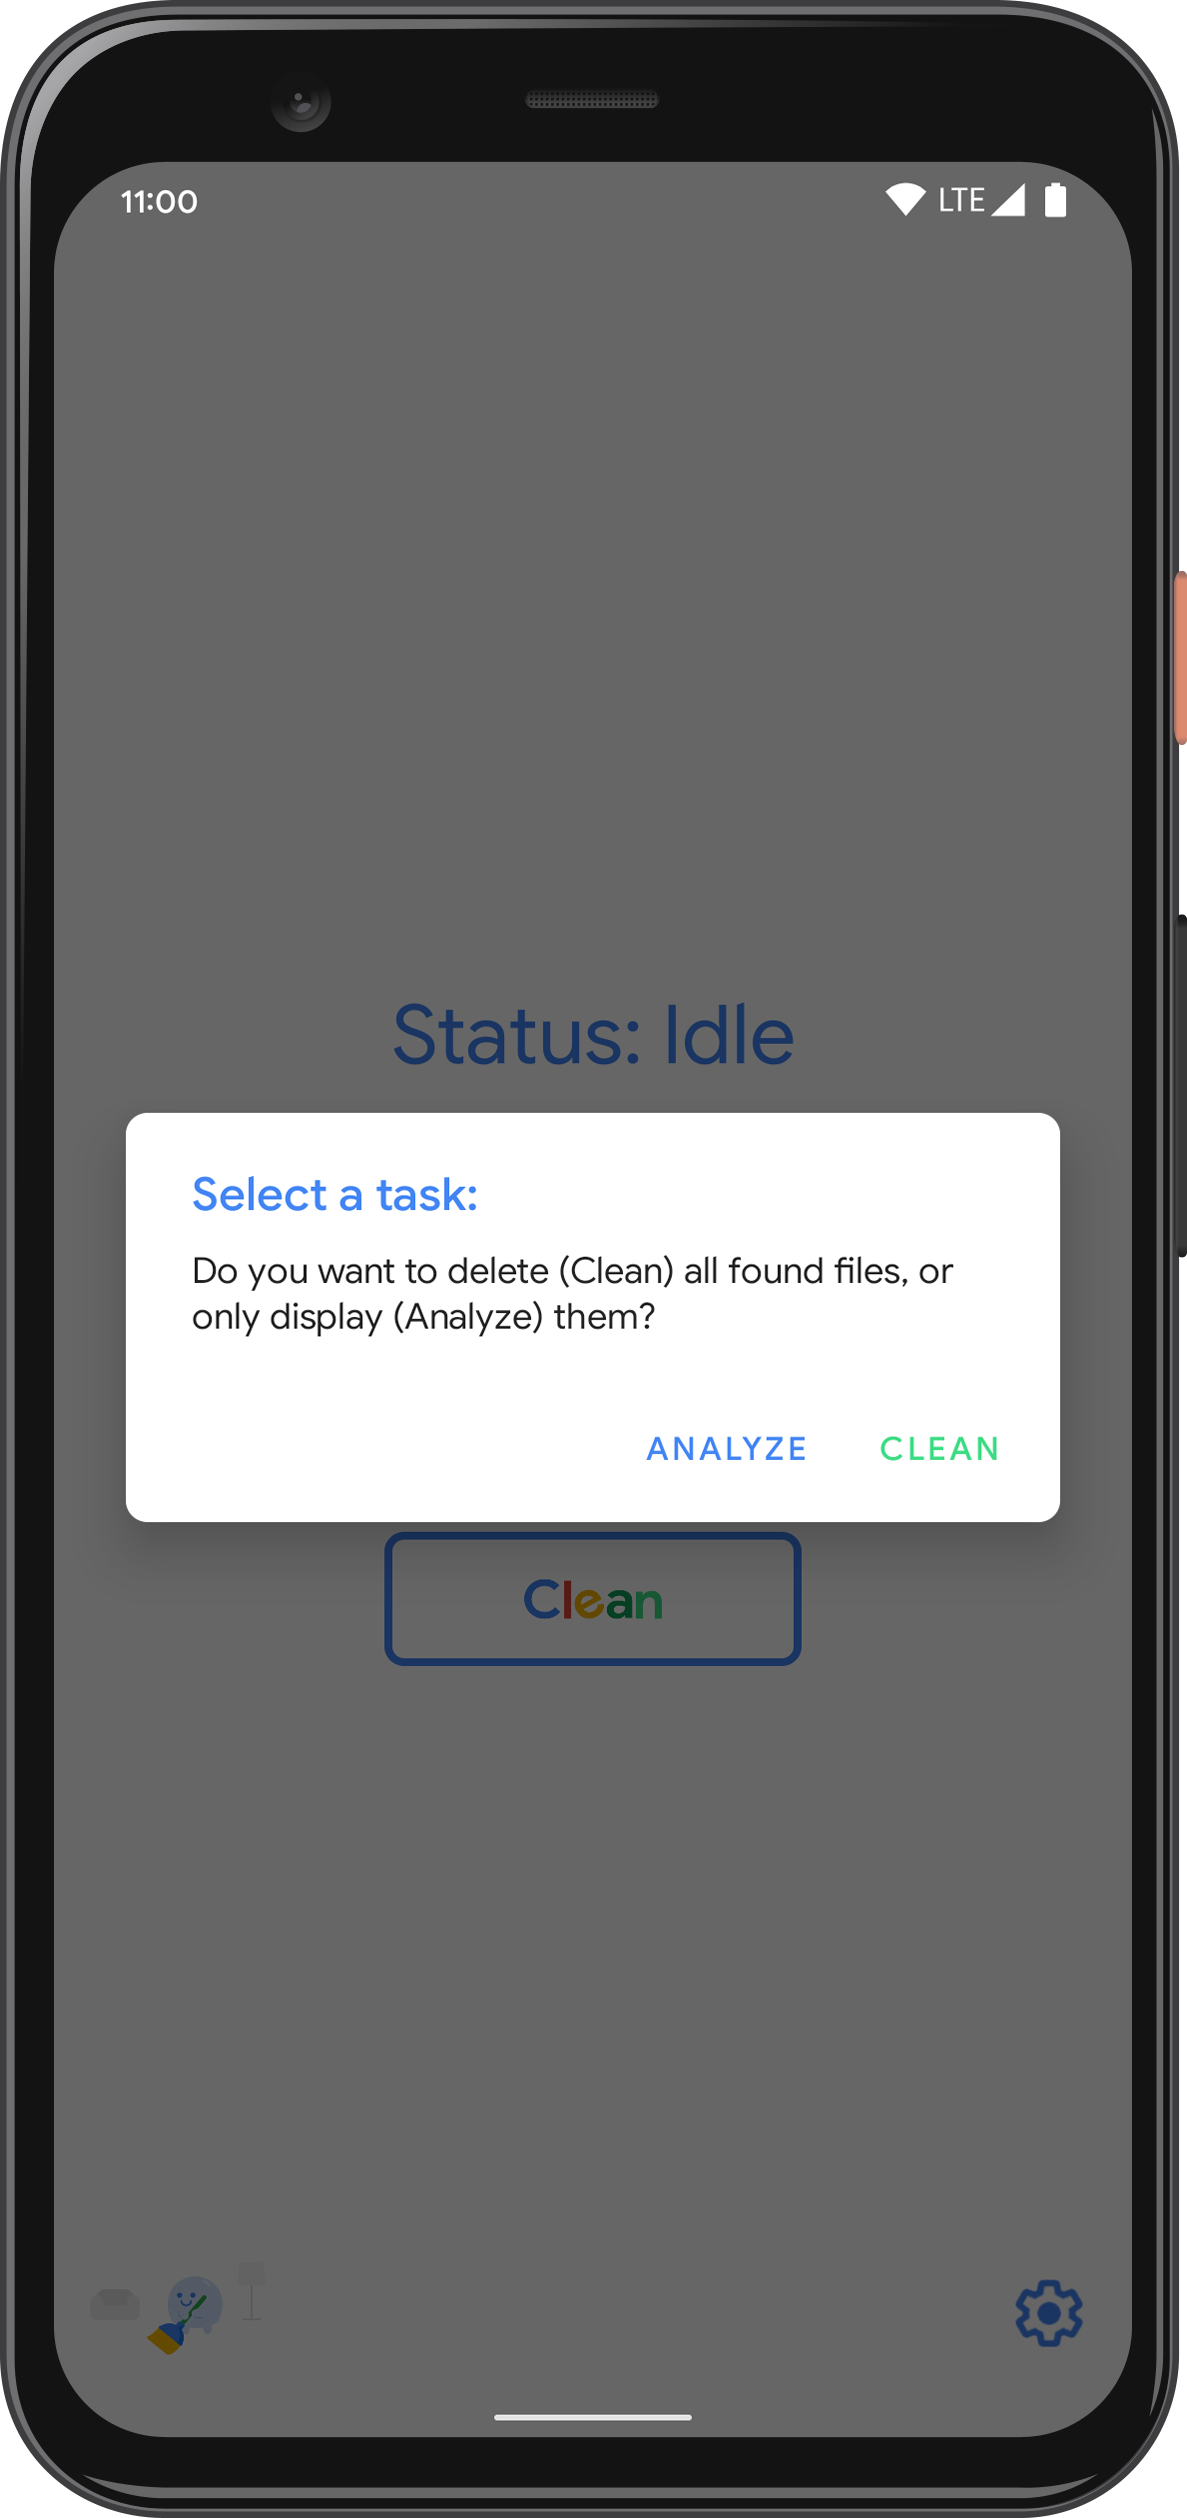 11:00
LTE
Status: Idle
Select a task:
Do you want to delete (Clean) all found files, or
only display (Analyze) them?
ANALYZE CLEAN
Clean